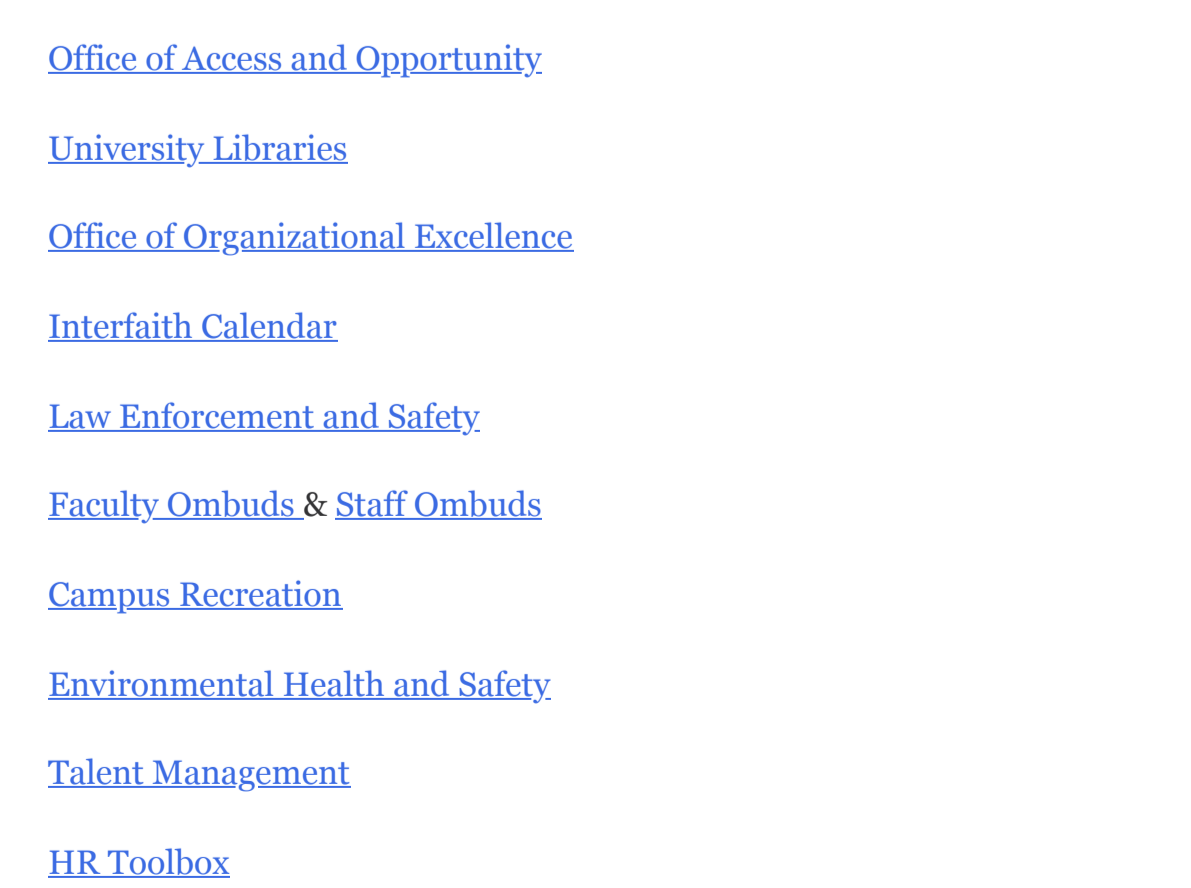 Office of Access and Opportunity
University Libraries
Office of Organizational Excellence
Interfaith Calendar
Law Enforcement and Safety
Faculty Ombuds & Staff Ombuds
Campus Recreation
Environmental Health and Safety
Talent Management
HR Toolbox